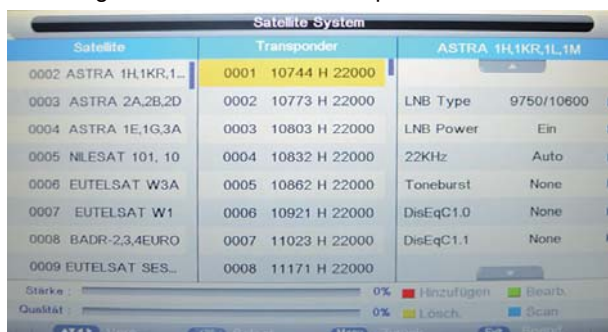 Satellite System
Satellite Transponder ASTRA 1H,1KR,1L,1M
0002 ASTRA 1H,1KR,1... 0001 10744 H 22000
0003 ASTRA 2A,2B,2D 0002 10773 H 22000 LNB Type 9750/10600
0004 ASTRA 1E,1G,3A 0003 10803 H 22000 LNB Power Ein
0005 NILESAT 101, 10 0004 10832 H 22000 22KHz Auto
0006 EUTELSAT W3A 0005 10862 H 22000 Toneburst None
0007 EUTELSAT W1 0006 10921 H 22000 DisEqC1.0 None
0008 BADR-2,3,4EURO 0007 11023 H 22000 DisEqC1.1 None
0009 EUTELSAT SES... 0008 11171 H 22000
Stärke : 0% Hinzufügen Bearb.
Qualität : 0% Lösch. Scan